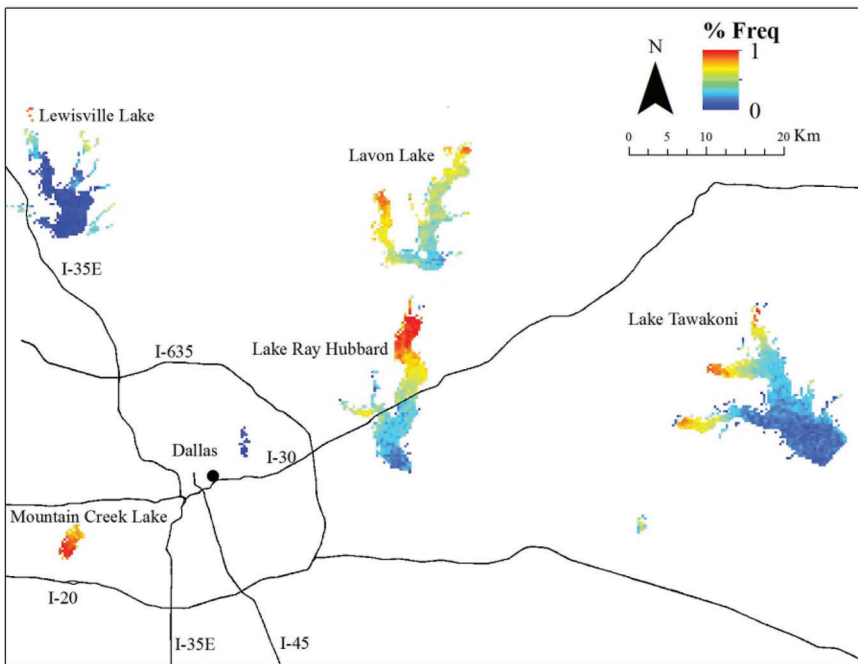 % Freq
N
1
0
0 5 10 20 Km
Lewisville Lake
Lavon Lake
I-35E
Lake Ray Hubbard
Lake Tawakoni
I-635
Dallas
I-30
Mountain Creek Lake
I-20
I-35E
I-45